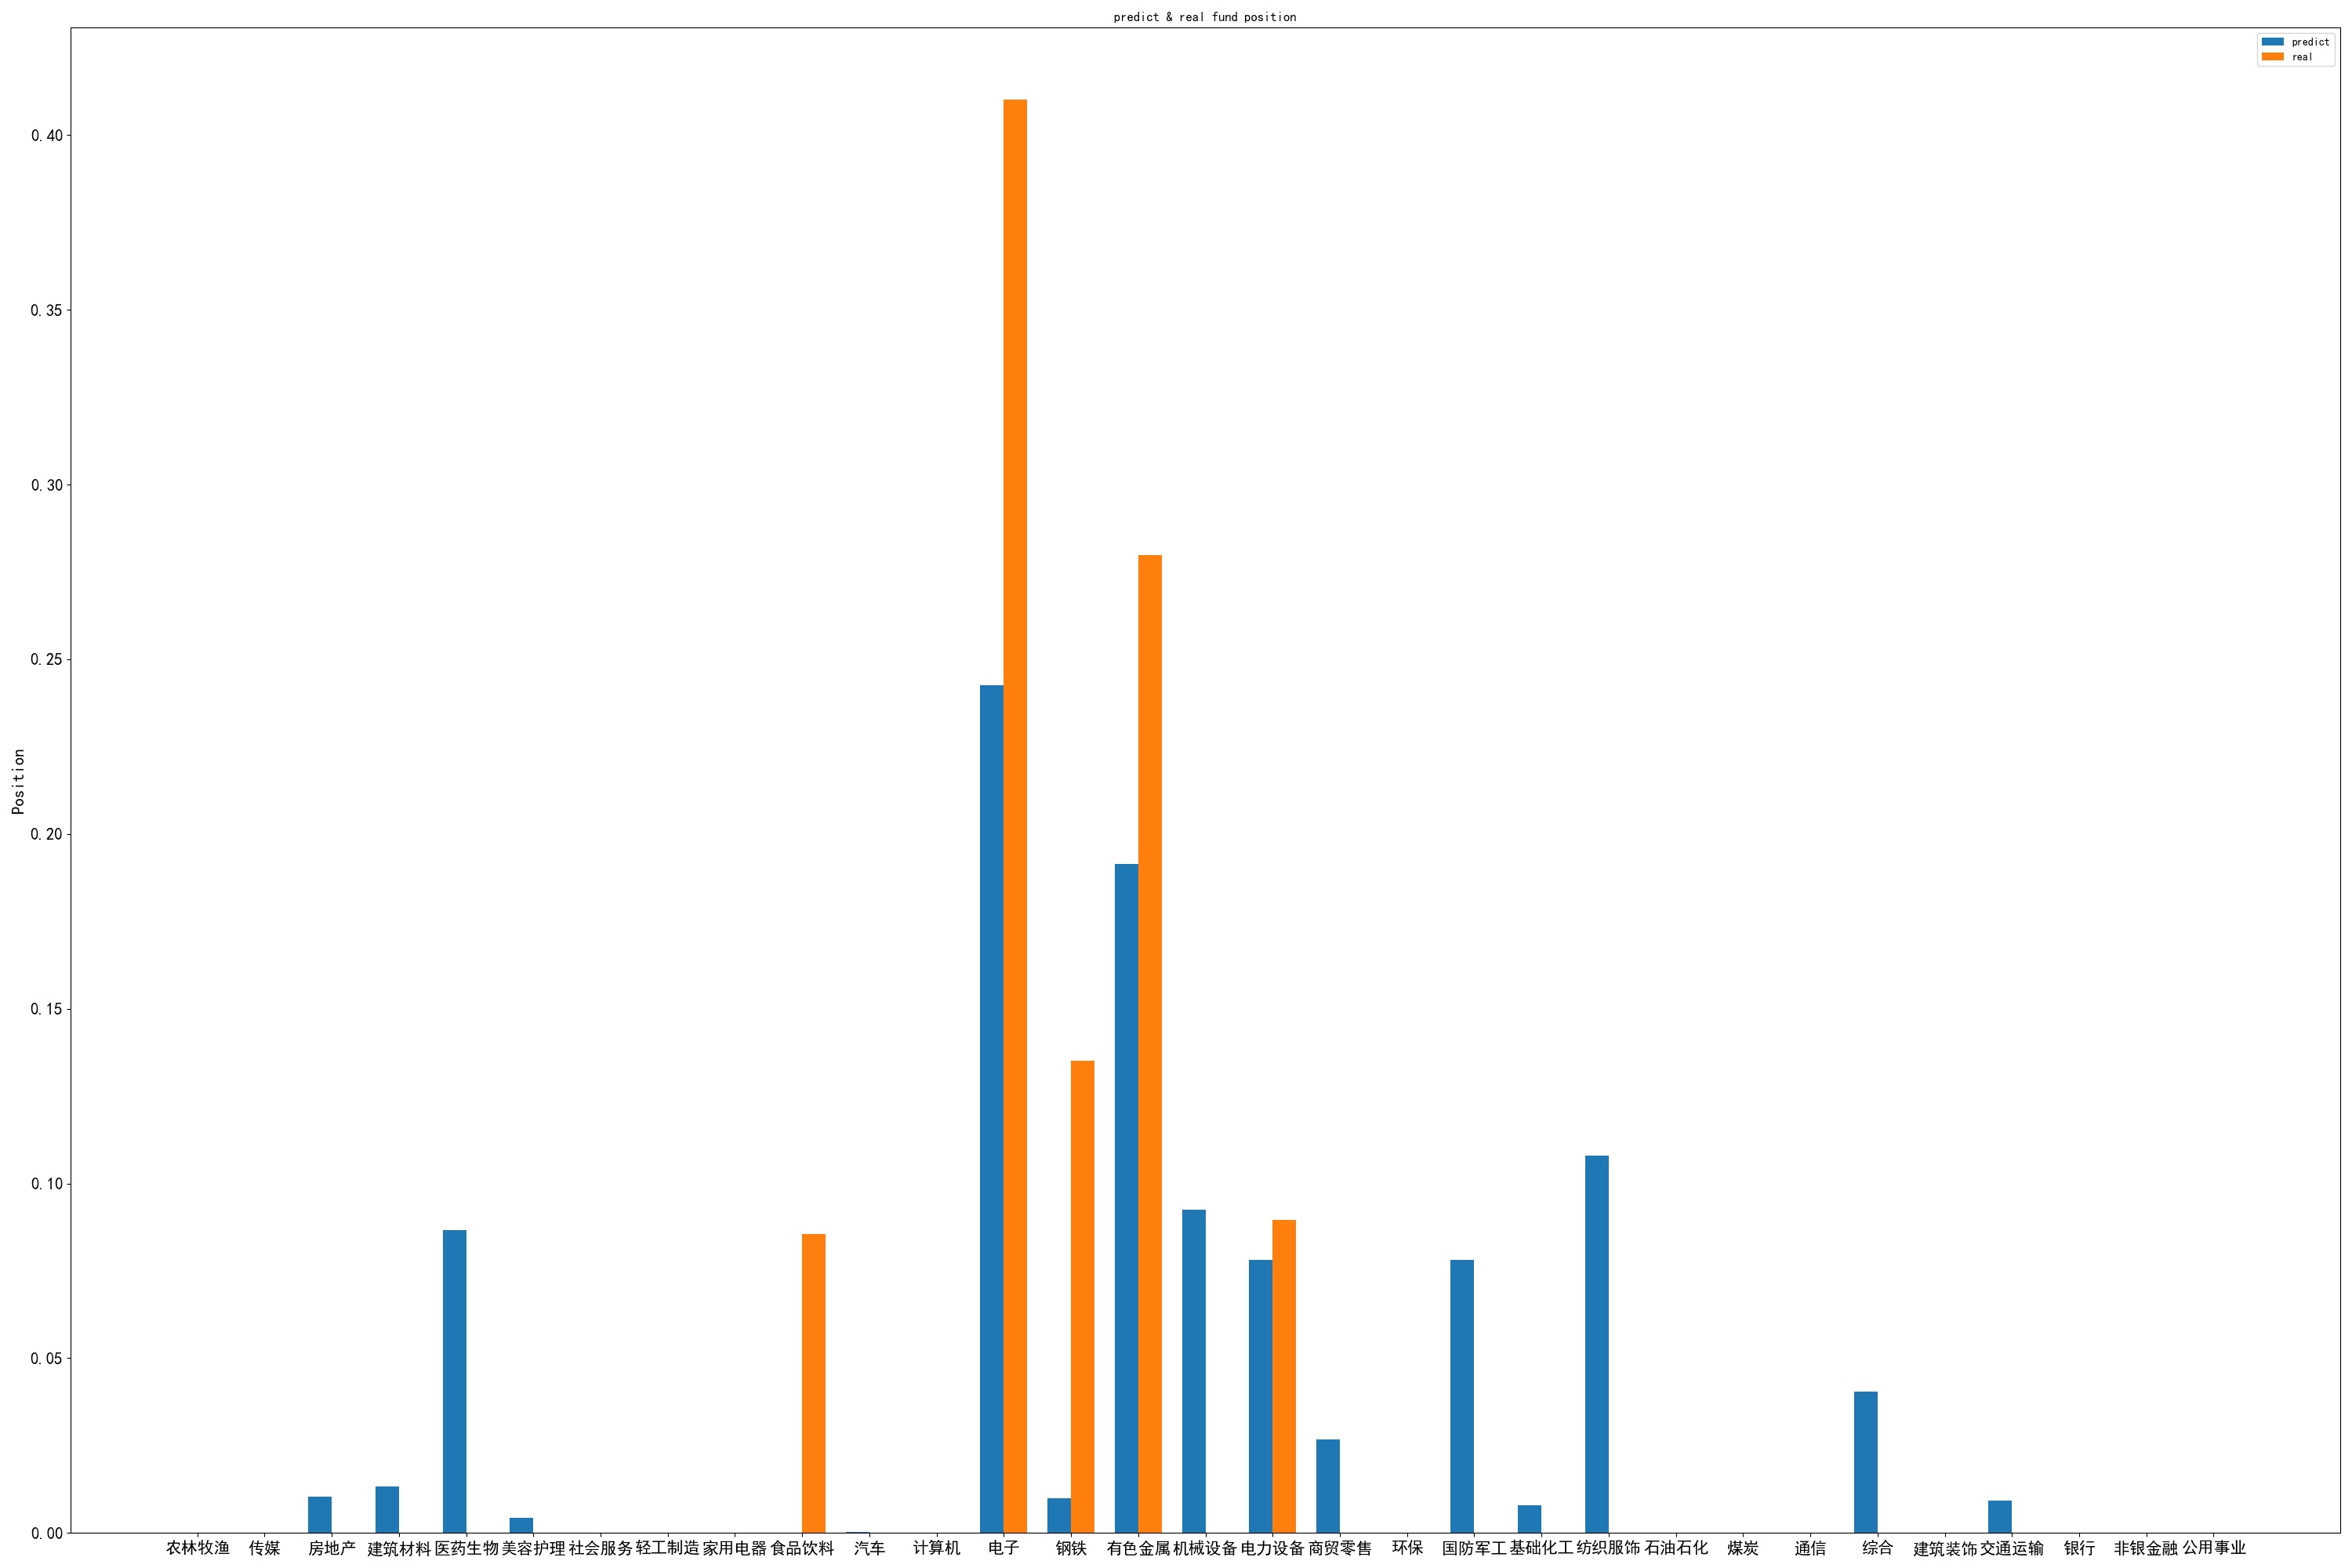 predict & real fund position
predict
real
0.40
0.35
0.30
0.25
0.20
0.15
0.10
0.05
0.00
Position
农林牧渔 传媒 房地产 建筑材料 医药生物 美容护理 社会服务 轻工制造 家用电器 食品饮料 汽车 计算机 电子 钢铁 有色金属 机械设备 电力设备 商贸零售 环保 国防军工 基础化工 纺织服饰 石油石化 煤炭 通信 综合 建筑装饰 交通运输 银行 非银金融 公用事业